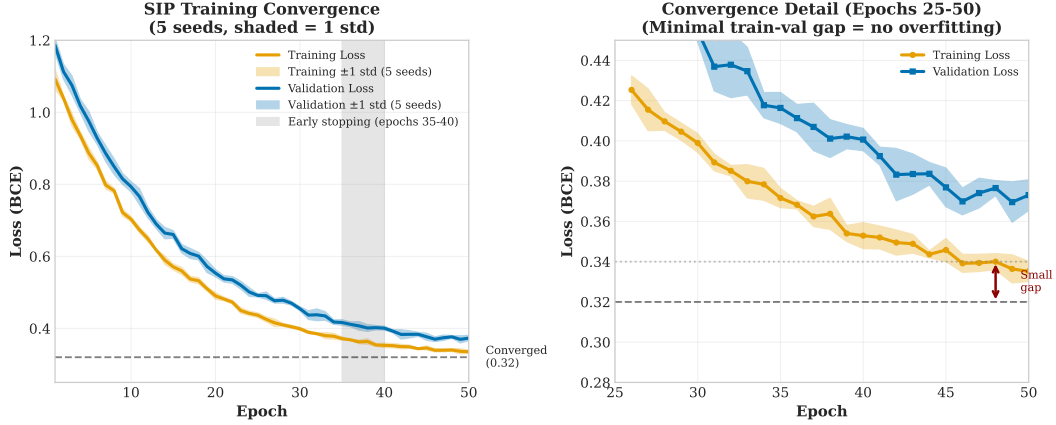 SIP Training Convergence
(5 seeds, shaded = 1 std)
Loss (BCE)
1.2
1.0
0.8
0.6
0.4
Training Loss
Training ±1 std (5 seeds)
Validation Loss
Validation ±1 std (5 seeds)
Early stopping (epochs 35-40)
Converged
(0.32)
10
20
30
40
50
Epoch
Convergence Detail (Epochs 25-50)
(Minimal train-val gap = no overfitting)
Loss (BCE)
0.44
0.42
0.40
0.38
0.36
0.34
0.32
0.28
Training Loss
Validation Loss
Small
gap
25
30
35
40
45
50
Epoch